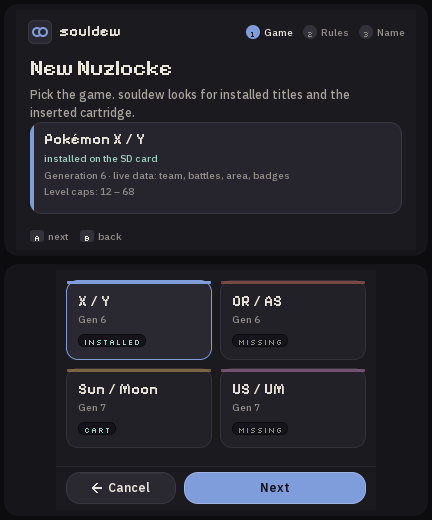 souldew
1 Game 2 Rules 3 Name
New Nuzlocke
Pick the game. souldew looks for installed titles and the
inserted cartridge.
Pokémon X / Y
installed on the SD card
Generation 6 · live data: team, battles, area, badges
Level caps: 12 – 68
A next B back
X / Y
Gen 6
INSTALLED
OR / AS
Gen 6
MISSING
Sun / Moon
Gen 7
CART
US / UM
Gen 7
MISSING
← Cancel
Next